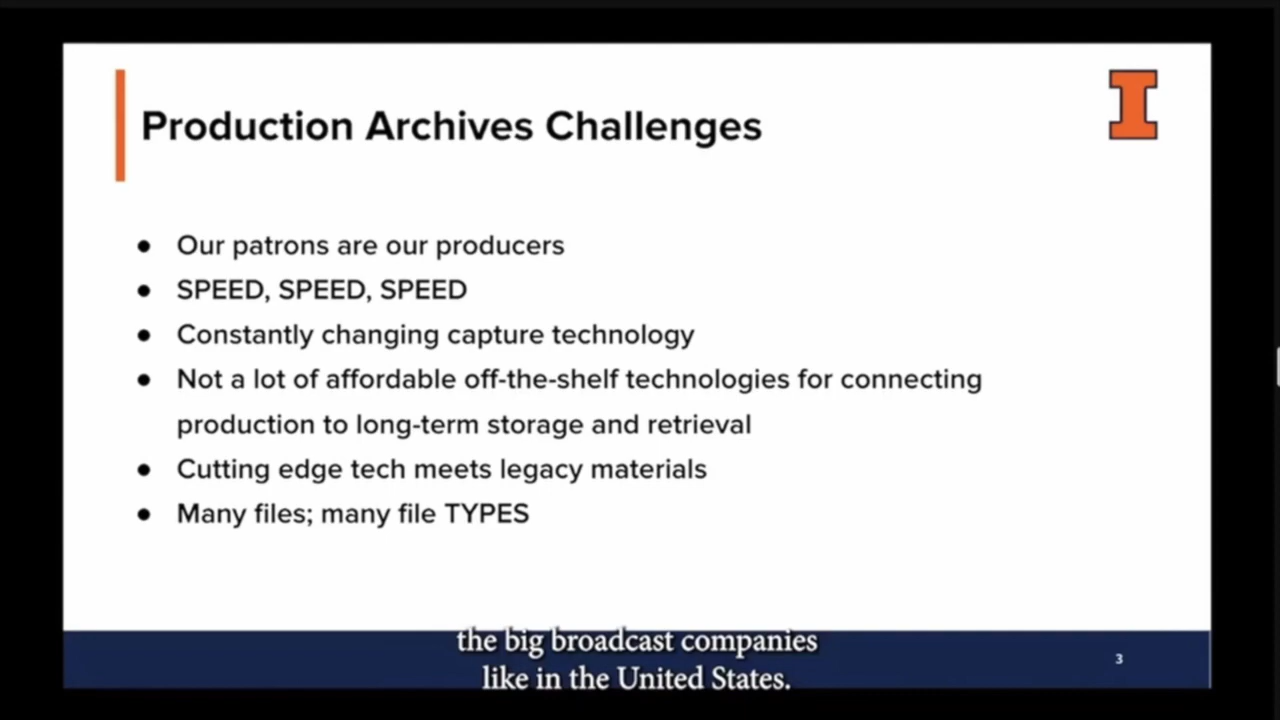 Production Archives Challenges
● Our patrons are our producers
● SPEED, SPEED, SPEED
● Constantly changing capture technology
● Not a lot of affordable off-the-shelf technologies for connecting
production to long-term storage and retrieval
● Cutting edge tech meets legacy materials
● Many files; many file TYPES
the big broadcast companies
like in the United States.
3